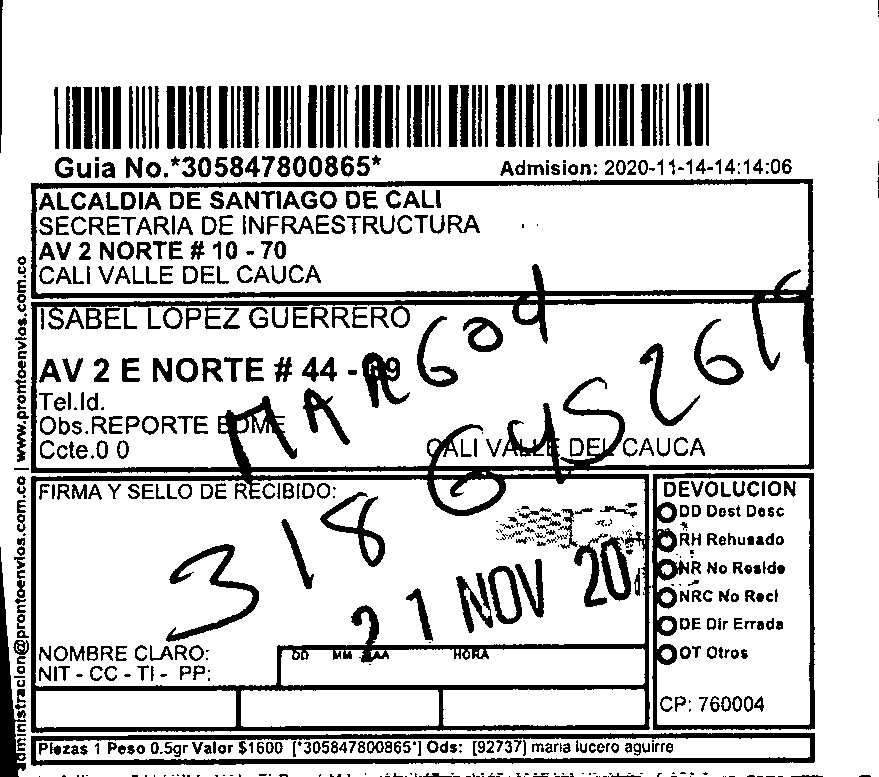 Guia No.*305847800865*
Admision: 2020-11-14-14:14:06
ALCALDIA DE SANTIAGO DE CALI
SECRETARIA DE INFRAESTRUCTURA
AV 2 NORTE # 10 - 70
CALI VALLE DEL CAUCA
ISABEL LOPEZ GUERRERO
AV 2 E NORTE # 44 - 69
Tel.Id.
Obs.REPORTE BDME
Ccte.0 0
CALI VALLE DEL CAUCA
MARGOd
318 645 26
FIRMA Y SELLO DE RECIBIDO:
21 NOV 20
NOMBRE CLARO:
NIT - CC - TI - PP:
DD MM AAA HORA
DEVOLUCION
DD Dest Desc
RH Rehusado
NR No Reside
NRC No Recl
DE Dir Errada
OT Otros
CP: 760004
Piezas 1 Peso 0.5gr Valor $1600 [*305847800865*] Ods: [92737] maria lucero aguirre
administracion@prontoenvios.com.co | www.prontoenvios.com.co